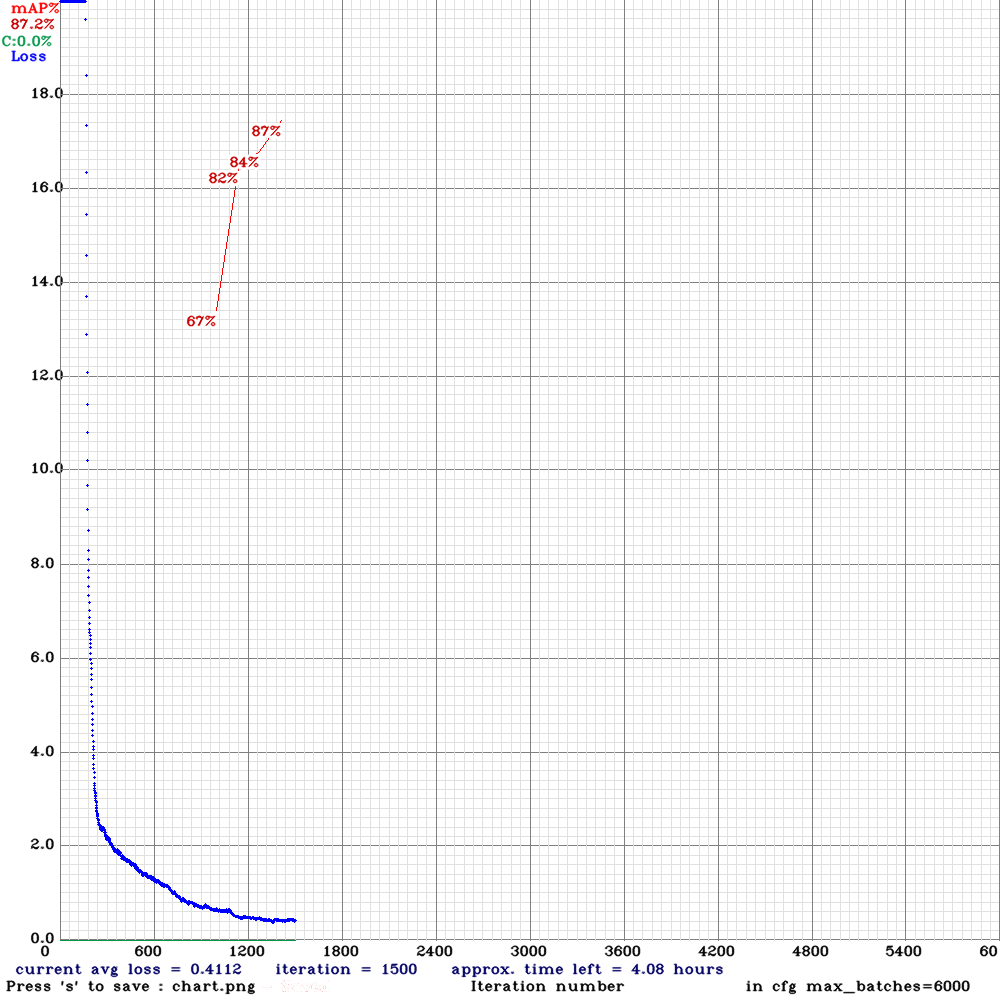 mAP%
87.2%
C:0.0%
Loss
18.0
87%
84%
82%
16.0
14.0
67%
12.0
10.0
8.0
6.0
4.0
2.0
0.0
0 600 1200 1800 2400 3000 3600 4200 4800 5400 60
current avg loss = 0.4112 iteration = 1500 approx. time left = 4.08 hours
Press 's' to save : chart.png Iteration number in cfg max_batches=6000